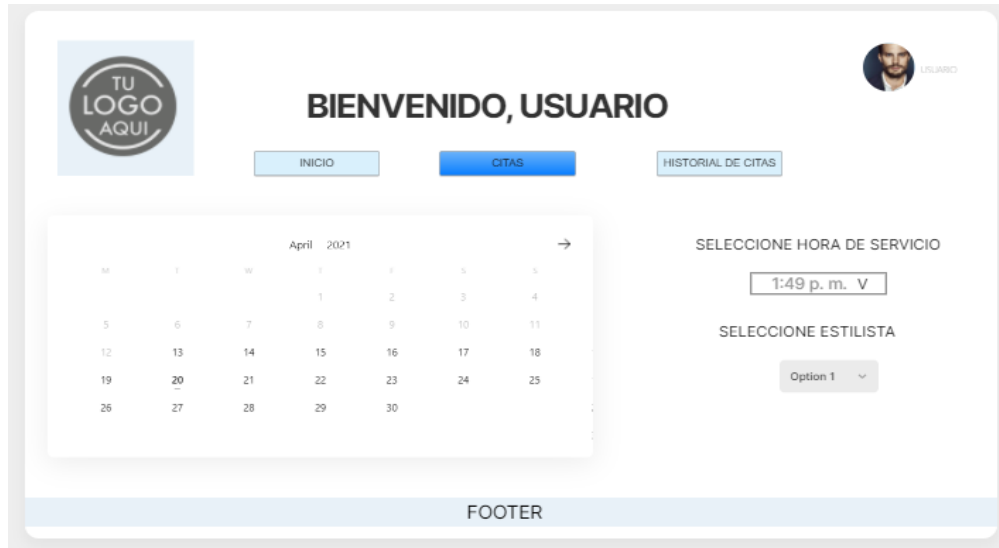 TU
LOGO
AQUI
USUARIO
BIENVENIDO, USUARIO
INICIO CITAS HISTORIAL DE CITAS
April 2021 →
M T W T F S S
1 2 3 4
5 6 7 8 9 10 11
12 13 14 15 16 17 18
19 20 21 22 23 24 25
26 27 28 29 30
SELECCIONE HORA DE SERVICIO
1:49 p. m. V
SELECCIONE ESTILISTA
Option 1
FOOTER